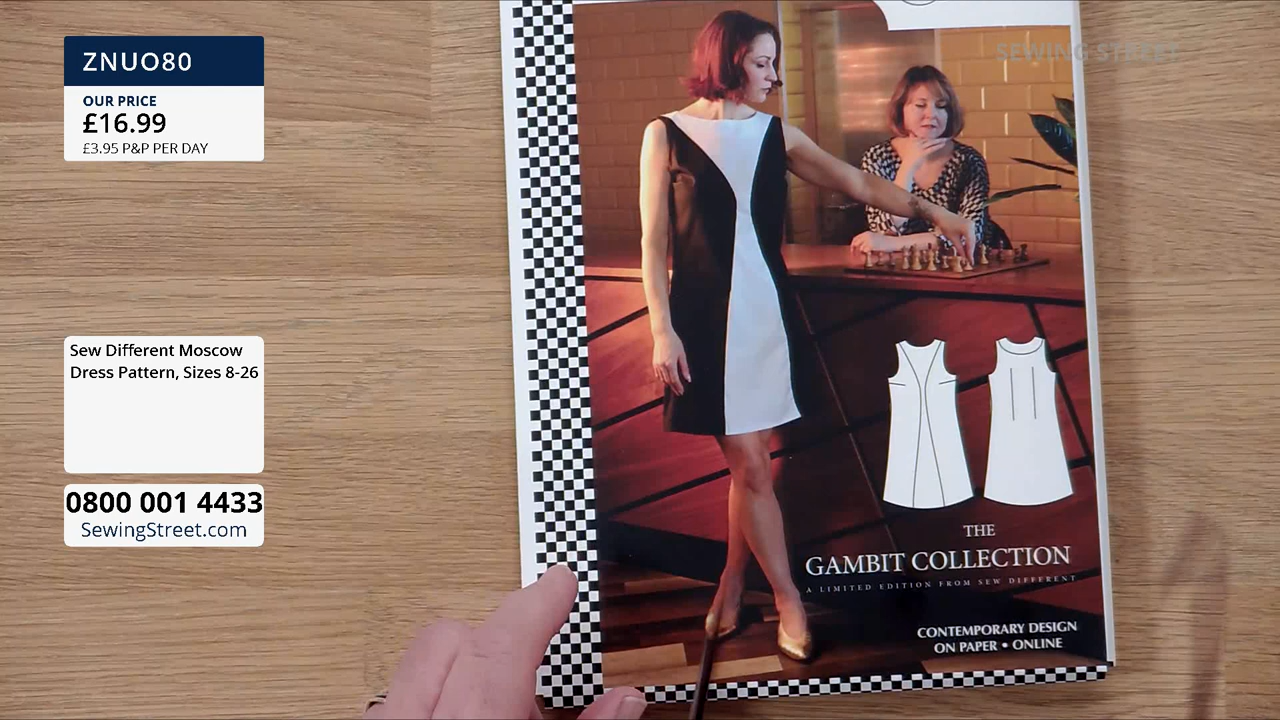 ZNUO80
OUR PRICE
£16.99
£3.95 P&P PER DAY
Sew Different Moscow
Dress Pattern, Sizes 8-26
0800 001 4433
SewingStreet.com
SEWING STREET
THE
GAMBIT COLLECTION
A LIMITED EDITION FROM SEW DIFFERENT
CONTEMPORARY DESIGN
ON PAPER • ONLINE